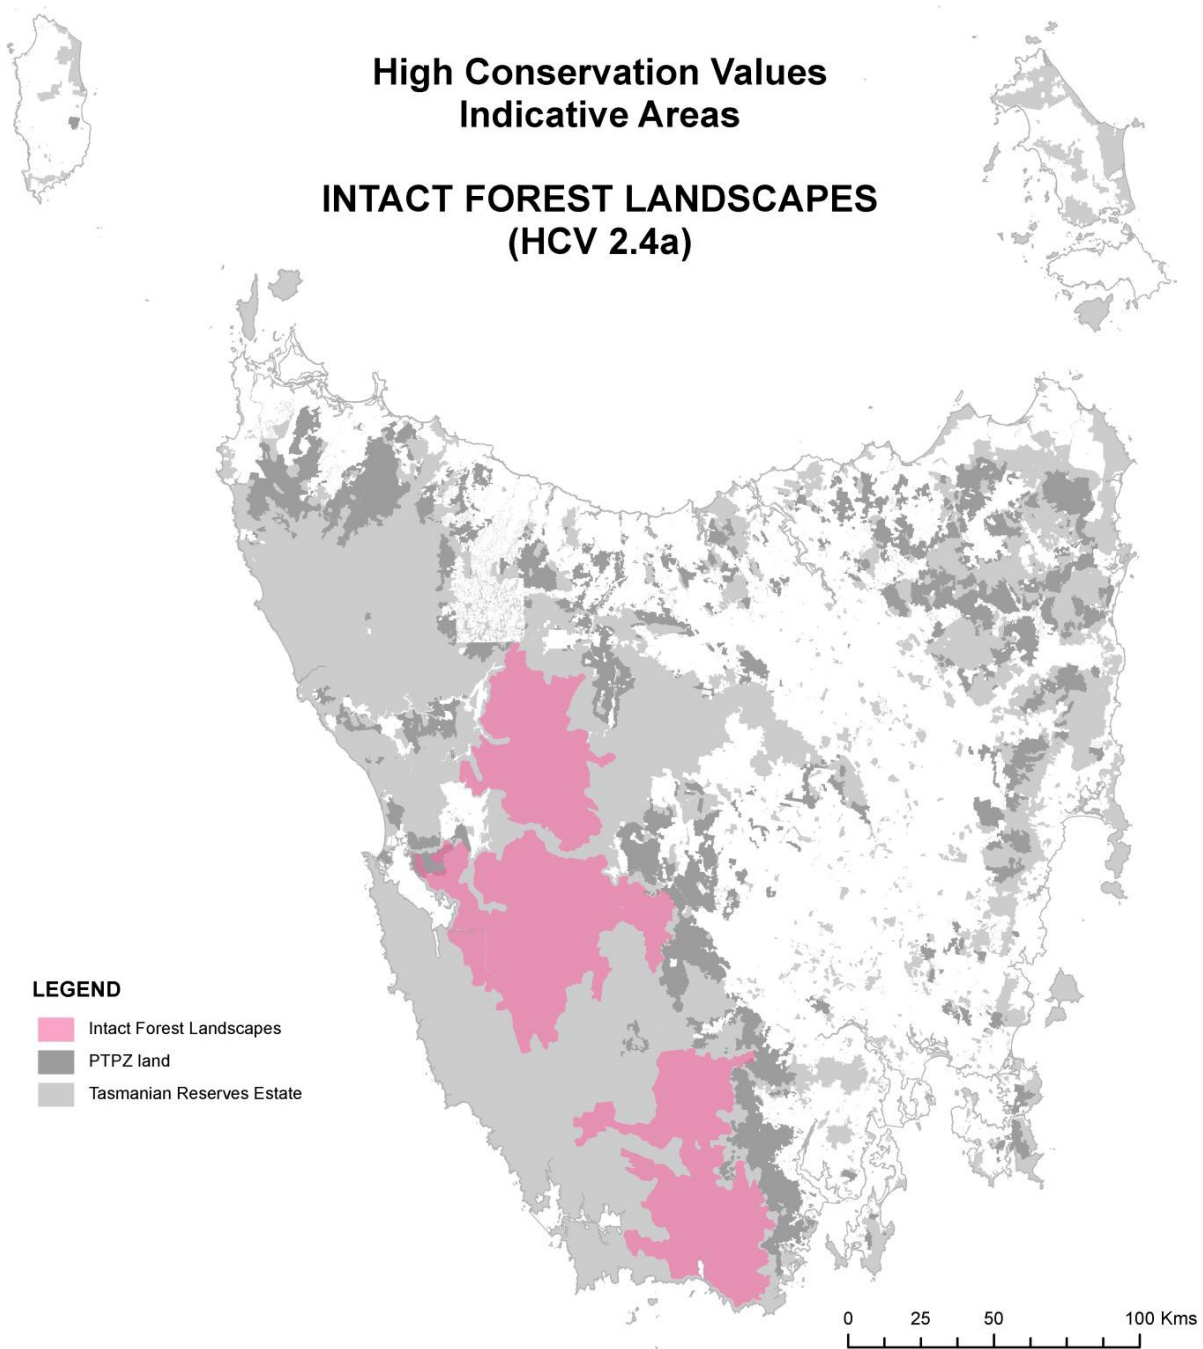 High Conservation Values
Indicative Areas
INTACT FOREST LANDSCAPES
(HCV 2.4a)
LEGEND
Intact Forest Landscapes
PTPZ land
Tasmanian Reserves Estate
0 25 50 100 Kms